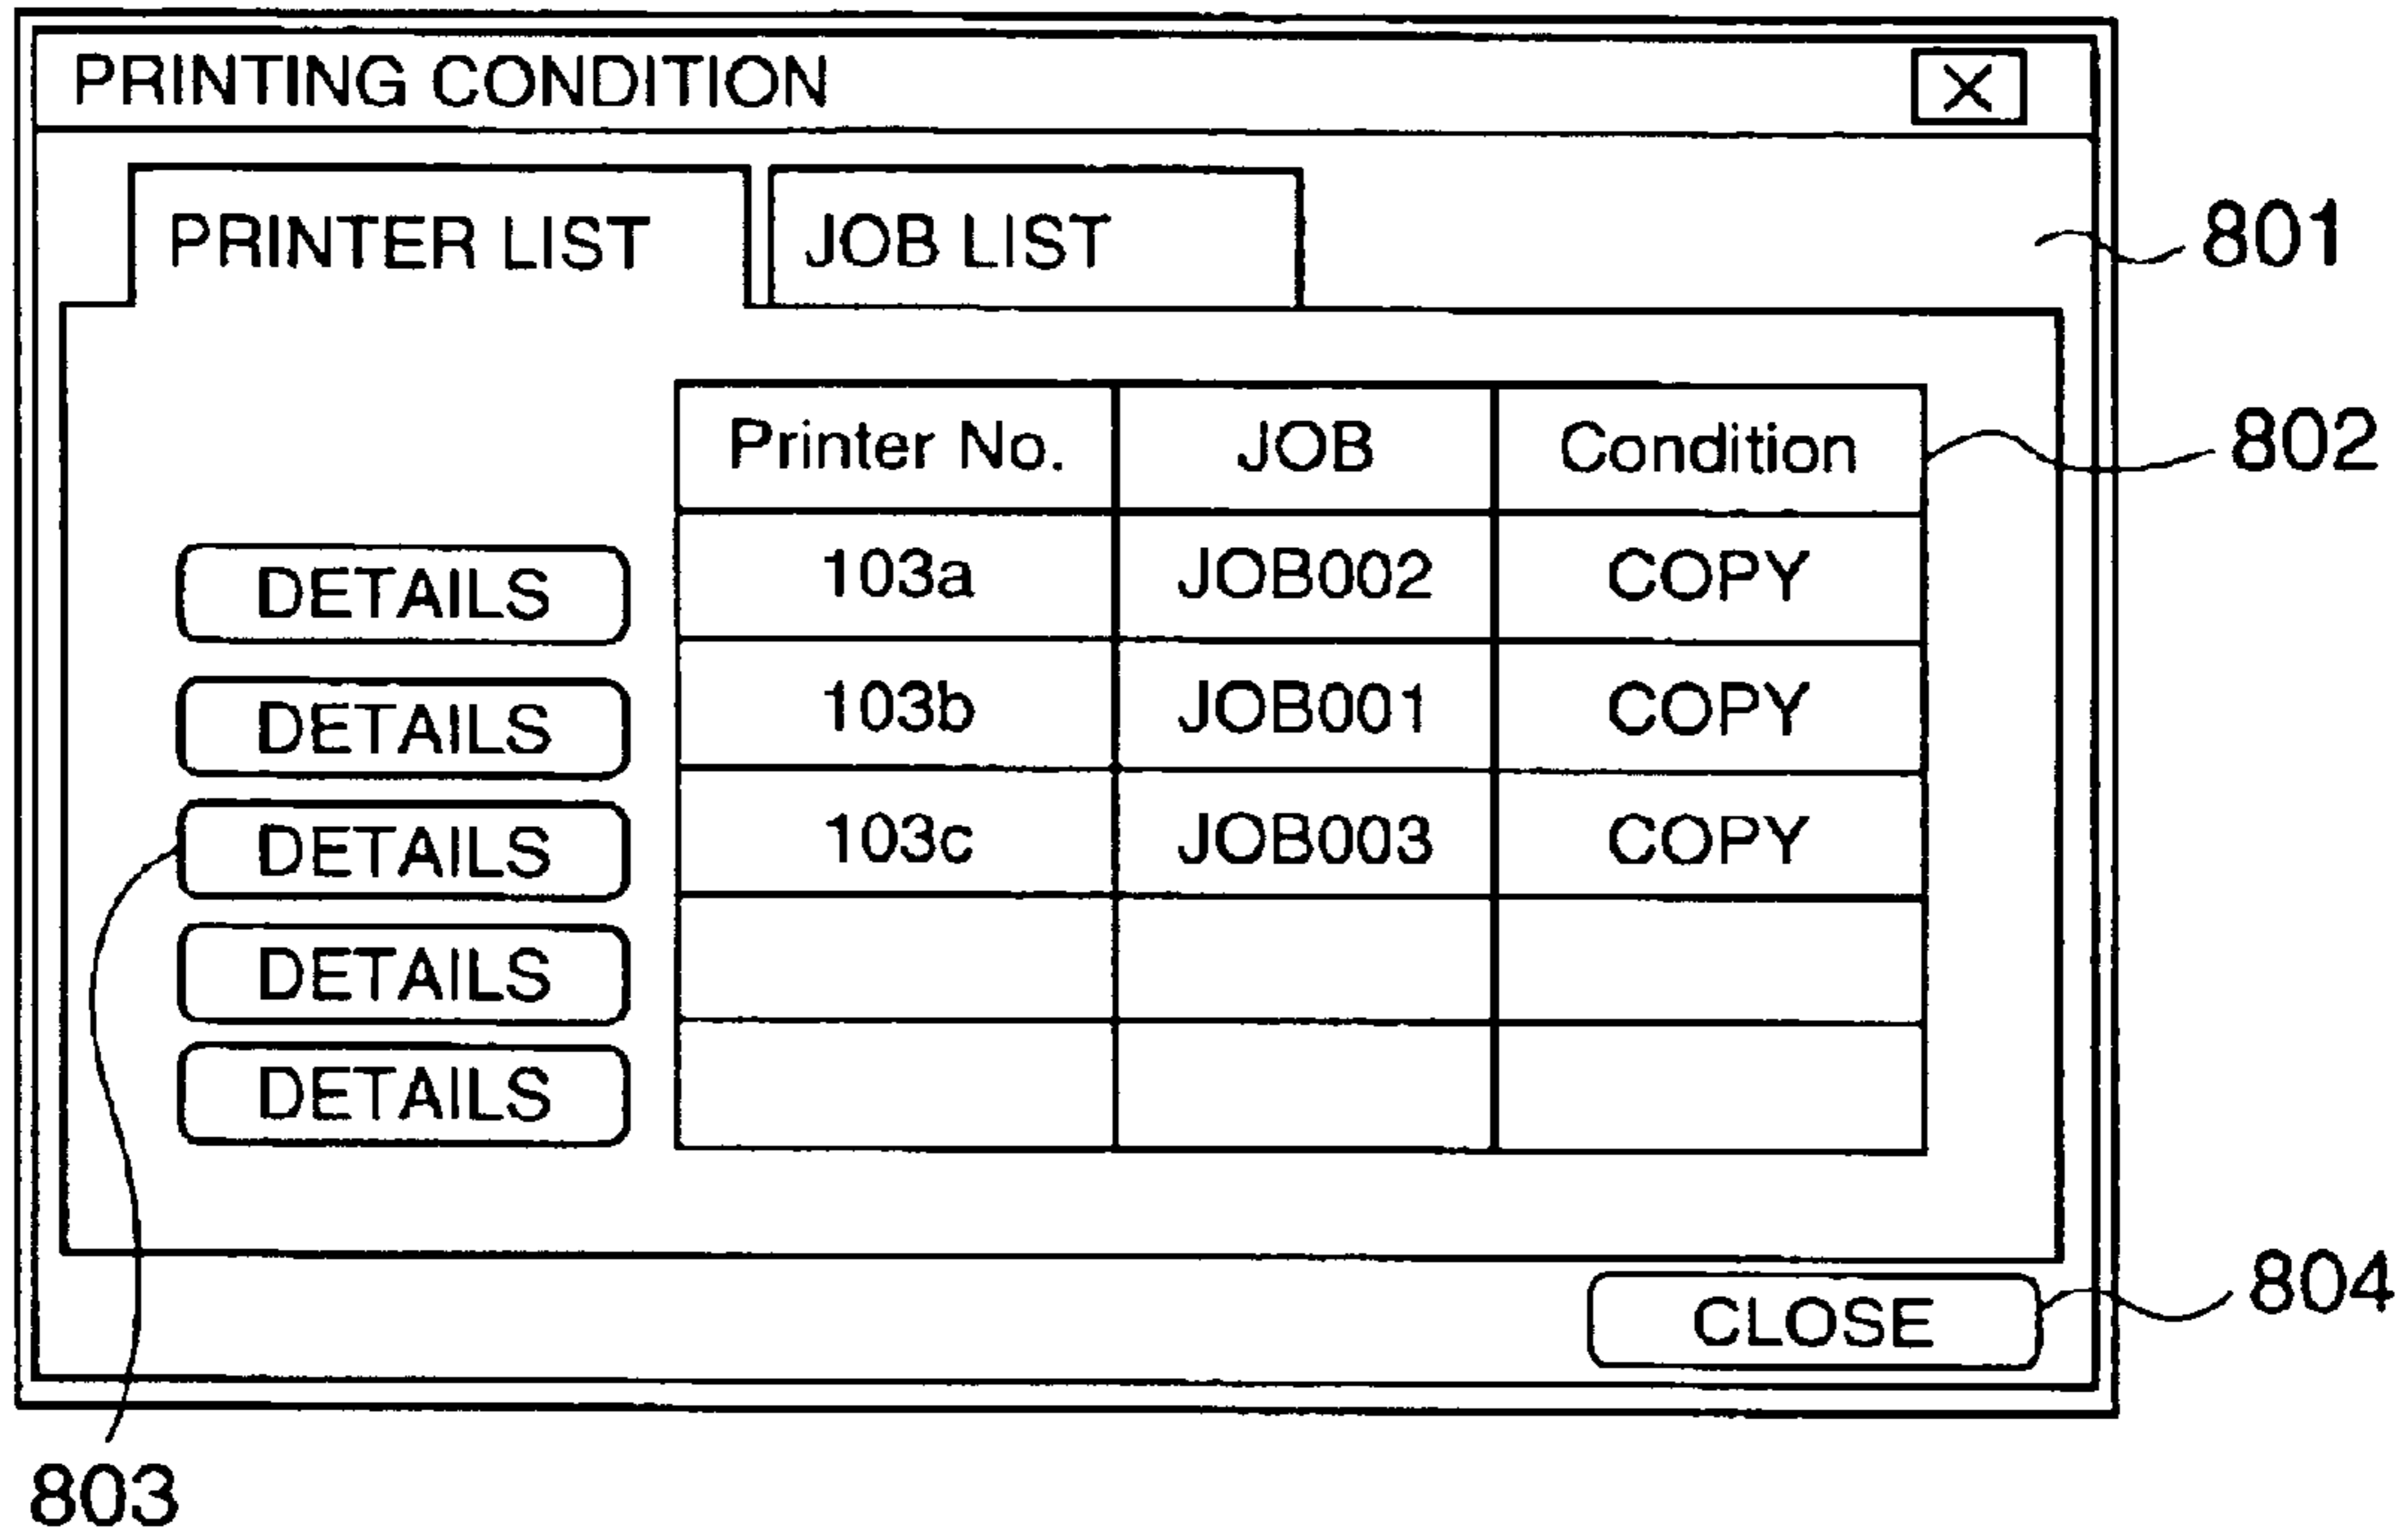 PRINTING CONDITION X
PRINTER LIST JOB LIST
801
Printer No. JOB Condition
802
DETAILS 103a JOB002 COPY
DETAILS 103b JOB001 COPY
DETAILS 103c JOB003 COPY
DETAILS
DETAILS
CLOSE
804
803